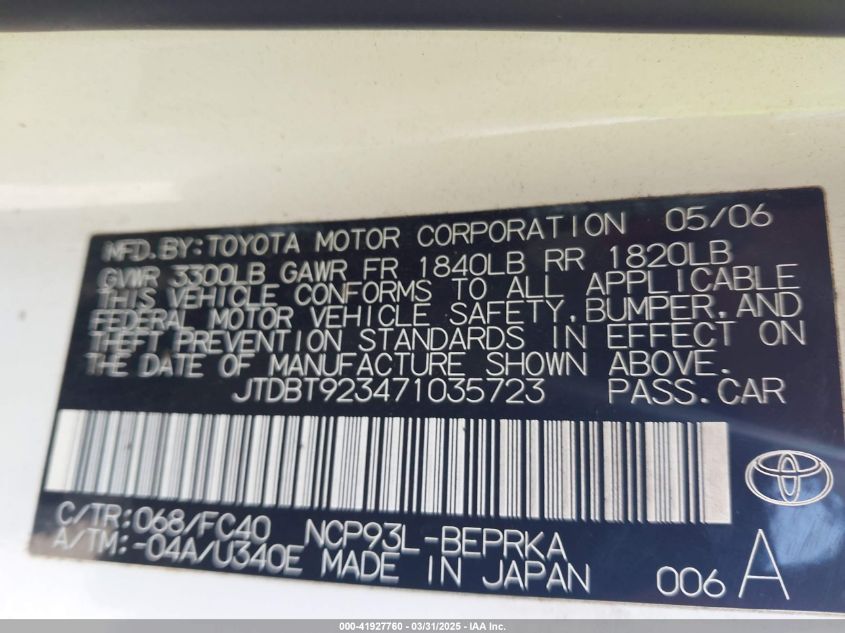 MFD.BY:TOYOTA MOTOR CORPORATION 05/06
GVWR 3300LB GAWR FR 1840LB RR 1820LB
THIS VEHICLE CONFORMS TO ALL APPLICABLE
FEDERAL MOTOR VEHICLE SAFETY,BUMPER,AND
THEFT PREVENTION STANDARDS IN EFFECT ON
THE DATE OF MANUFACTURE SHOWN ABOVE.
JTDBT923471035723 PASS.CAR
C/TR:068/FC40 NCP93L-BEPRKA
A/TM:-04A/U340E MADE IN JAPAN 006 A
000-41927760 - 03/31/2025 - IAA Inc.